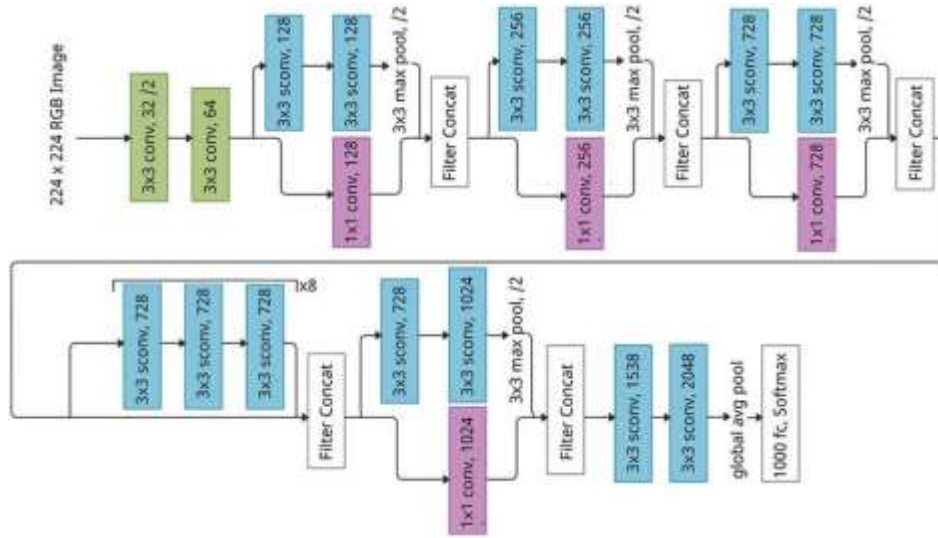 224 x 224 RGB Image
3x3 conv, 32 /2
3x3 conv, 64
3x3 sconv, 128
3x3 sconv, 128
3x3 max pool, /2
1x1 conv, 128
Filter Concat
3x3 sconv, 256
3x3 sconv, 256
3x3 max pool, /2
1x1 conv, 256
Filter Concat
3x3 sconv, 728
3x3 sconv, 728
3x3 max pool, /2
1x1 conv, 728
Filter Concat
3x3 sconv, 728
3x3 sconv, 728
3x3 sconv, 728
x8
Filter Concat
3x3 sconv, 728
3x3 sconv, 1024
3x3 max pool, /2
1x1 conv, 1024
Filter Concat
3x3 sconv, 1538
3x3 sconv, 2048
global avg pool
1000 fc, Softmax